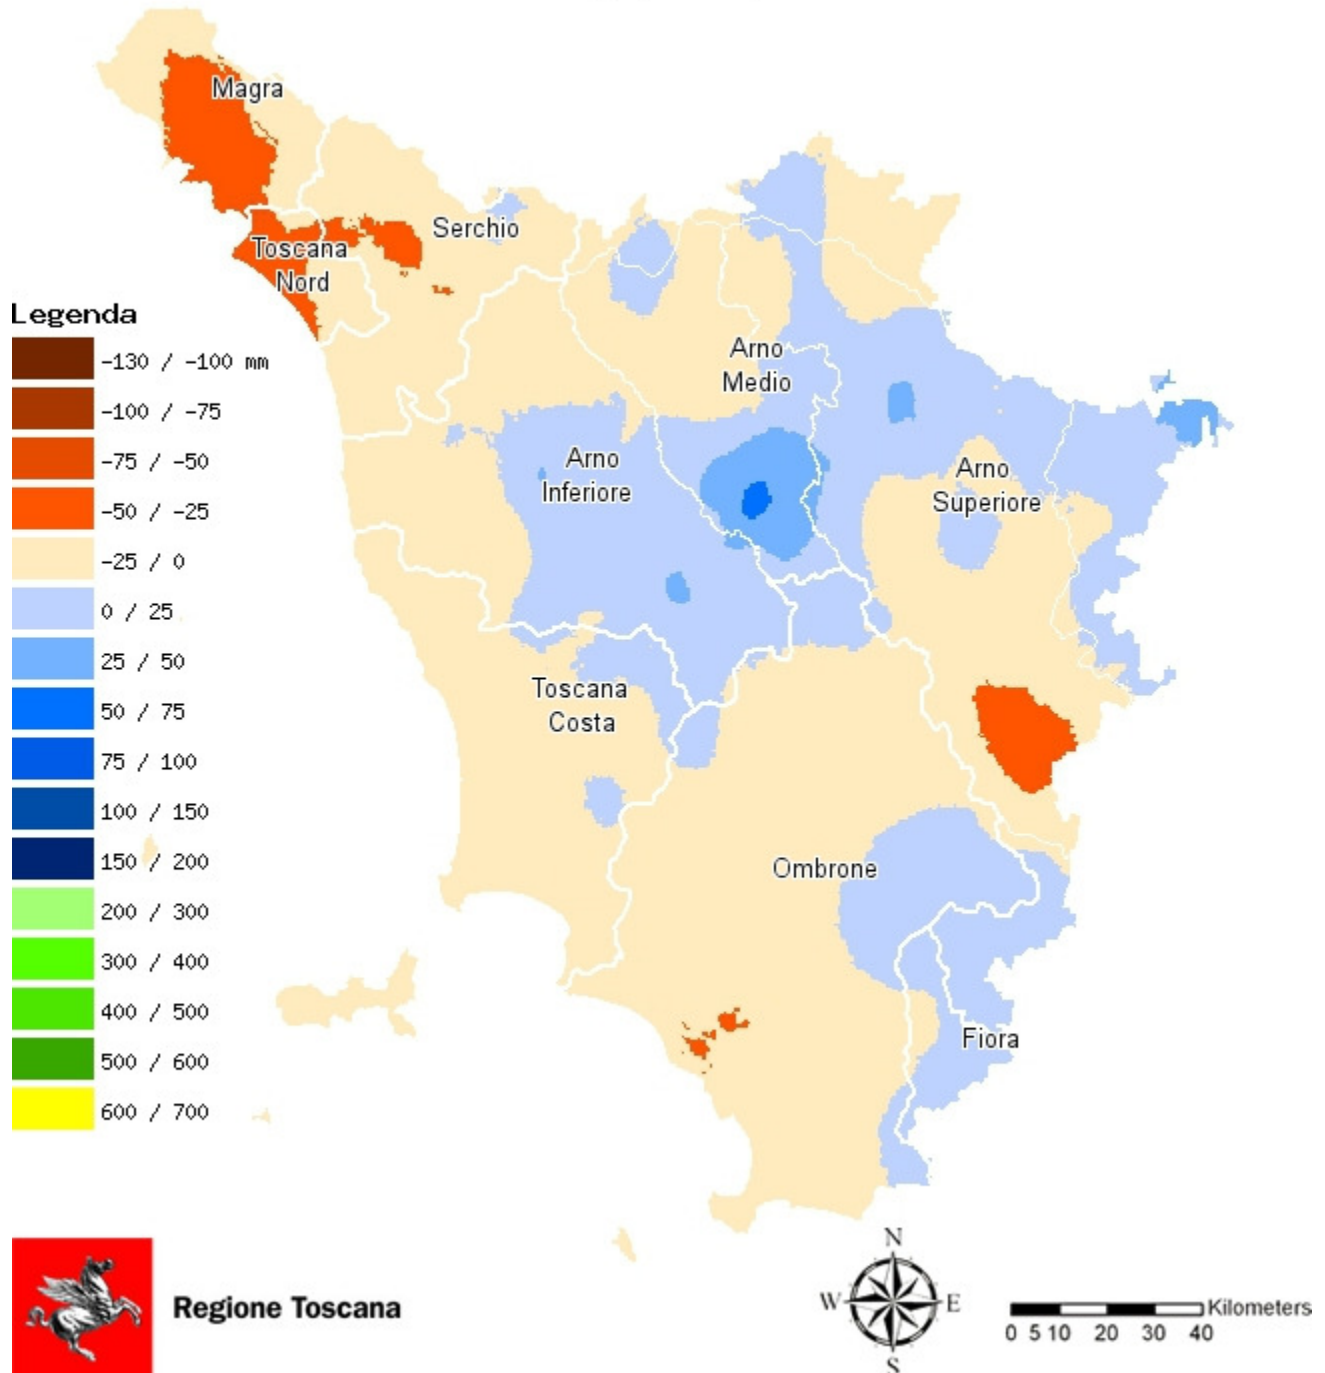 Magra
Serchio
Toscana
Nord
Legenda
-130 / -100 mm
-100 / -75
-75 / -50
-50 / -25
-25 / 0
0 / 25
25 / 50
50 / 75
75 / 100
100 / 150
150 / 200
200 / 300
300 / 400
400 / 500
500 / 600
600 / 700
Arno
Medio
Arno
Inferiore
Arno
Superiore
Toscana
Costa
Ombrone
Fiora
Regione Toscana
N
W E
S
Kilometers
0 5 10 20 30 40